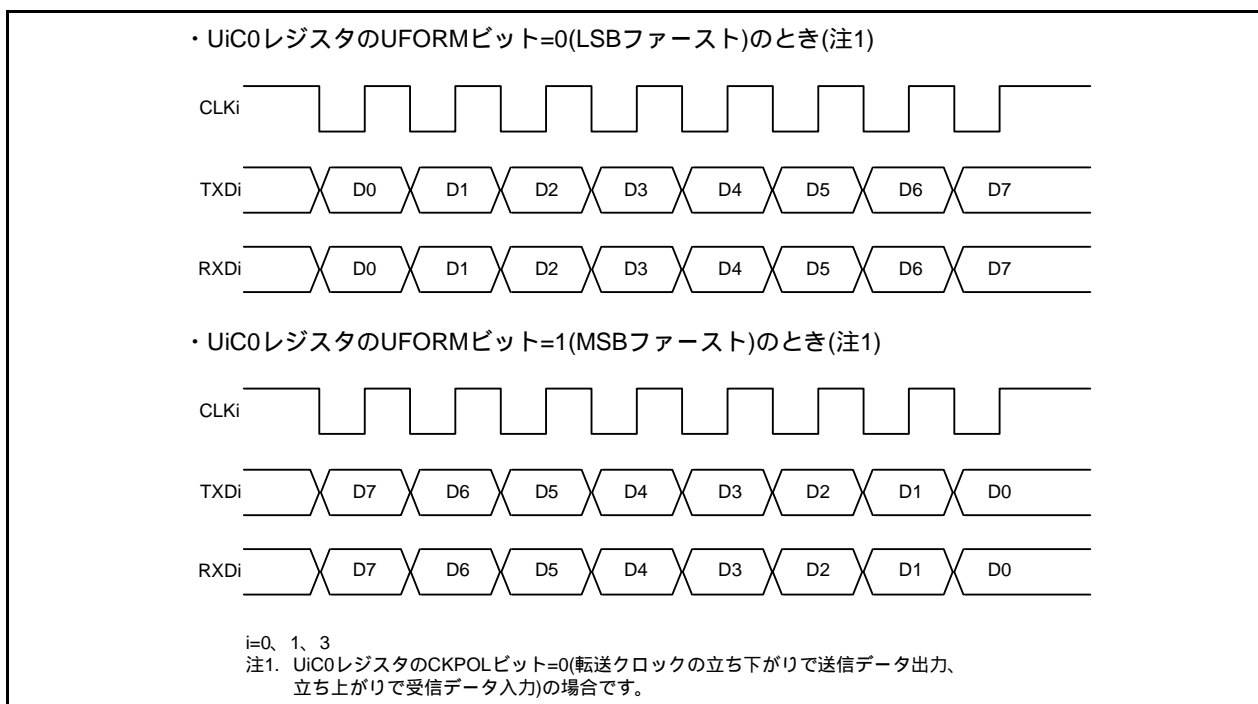 ・UiC0レジスタのUFORMビット=0(LSBファースト)のとき(注1)
CLKi
TXDi D0 D1 D2 D3 D4 D5 D6 D7
RXDi D0 D1 D2 D3 D4 D5 D6 D7
・UiC0レジスタのUFORMビット=1(MSBファースト)のとき(注1)
CLKi
TXDi D7 D6 D5 D4 D3 D2 D1 D0
RXDi D7 D6 D5 D4 D3 D2 D1 D0
i=0、1、3
注1. UiC0レジスタのCKPOLビット=0(転送クロックの立ち下がりで送信データ出力、
立ち上がりで受信データ入力)の場合です。